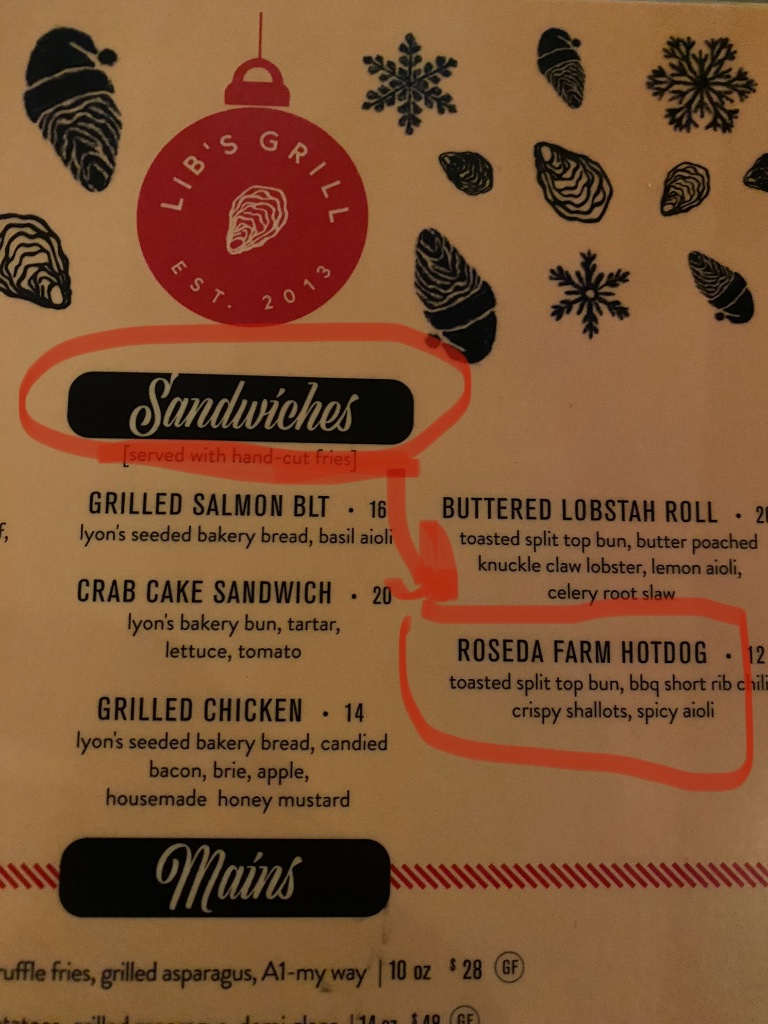 LIB'S GRILL
EST. 2013
Sandwiches
[served with hand-cut fries]
GRILLED SALMON BLT • 16
lyon's seeded bakery bread, basil aioli
CRAB CAKE SANDWICH • 20
lyon's bakery bun, tartar,
lettuce, tomato
GRILLED CHICKEN • 14
lyon's seeded bakery bread, candied
bacon, brie, apple,
housemade honey mustard
BUTTERED LOBSTAH ROLL •
toasted split top bun, butter poached
knuckle claw lobster, lemon aioli,
celery root slaw
ROSEDA FARM HOTDOG • 12
toasted split top bun, bbq short rib chili
crispy shallots, spicy aioli
Mains
fries, grilled asparagus, A1-my way | 10 oz $28 GF